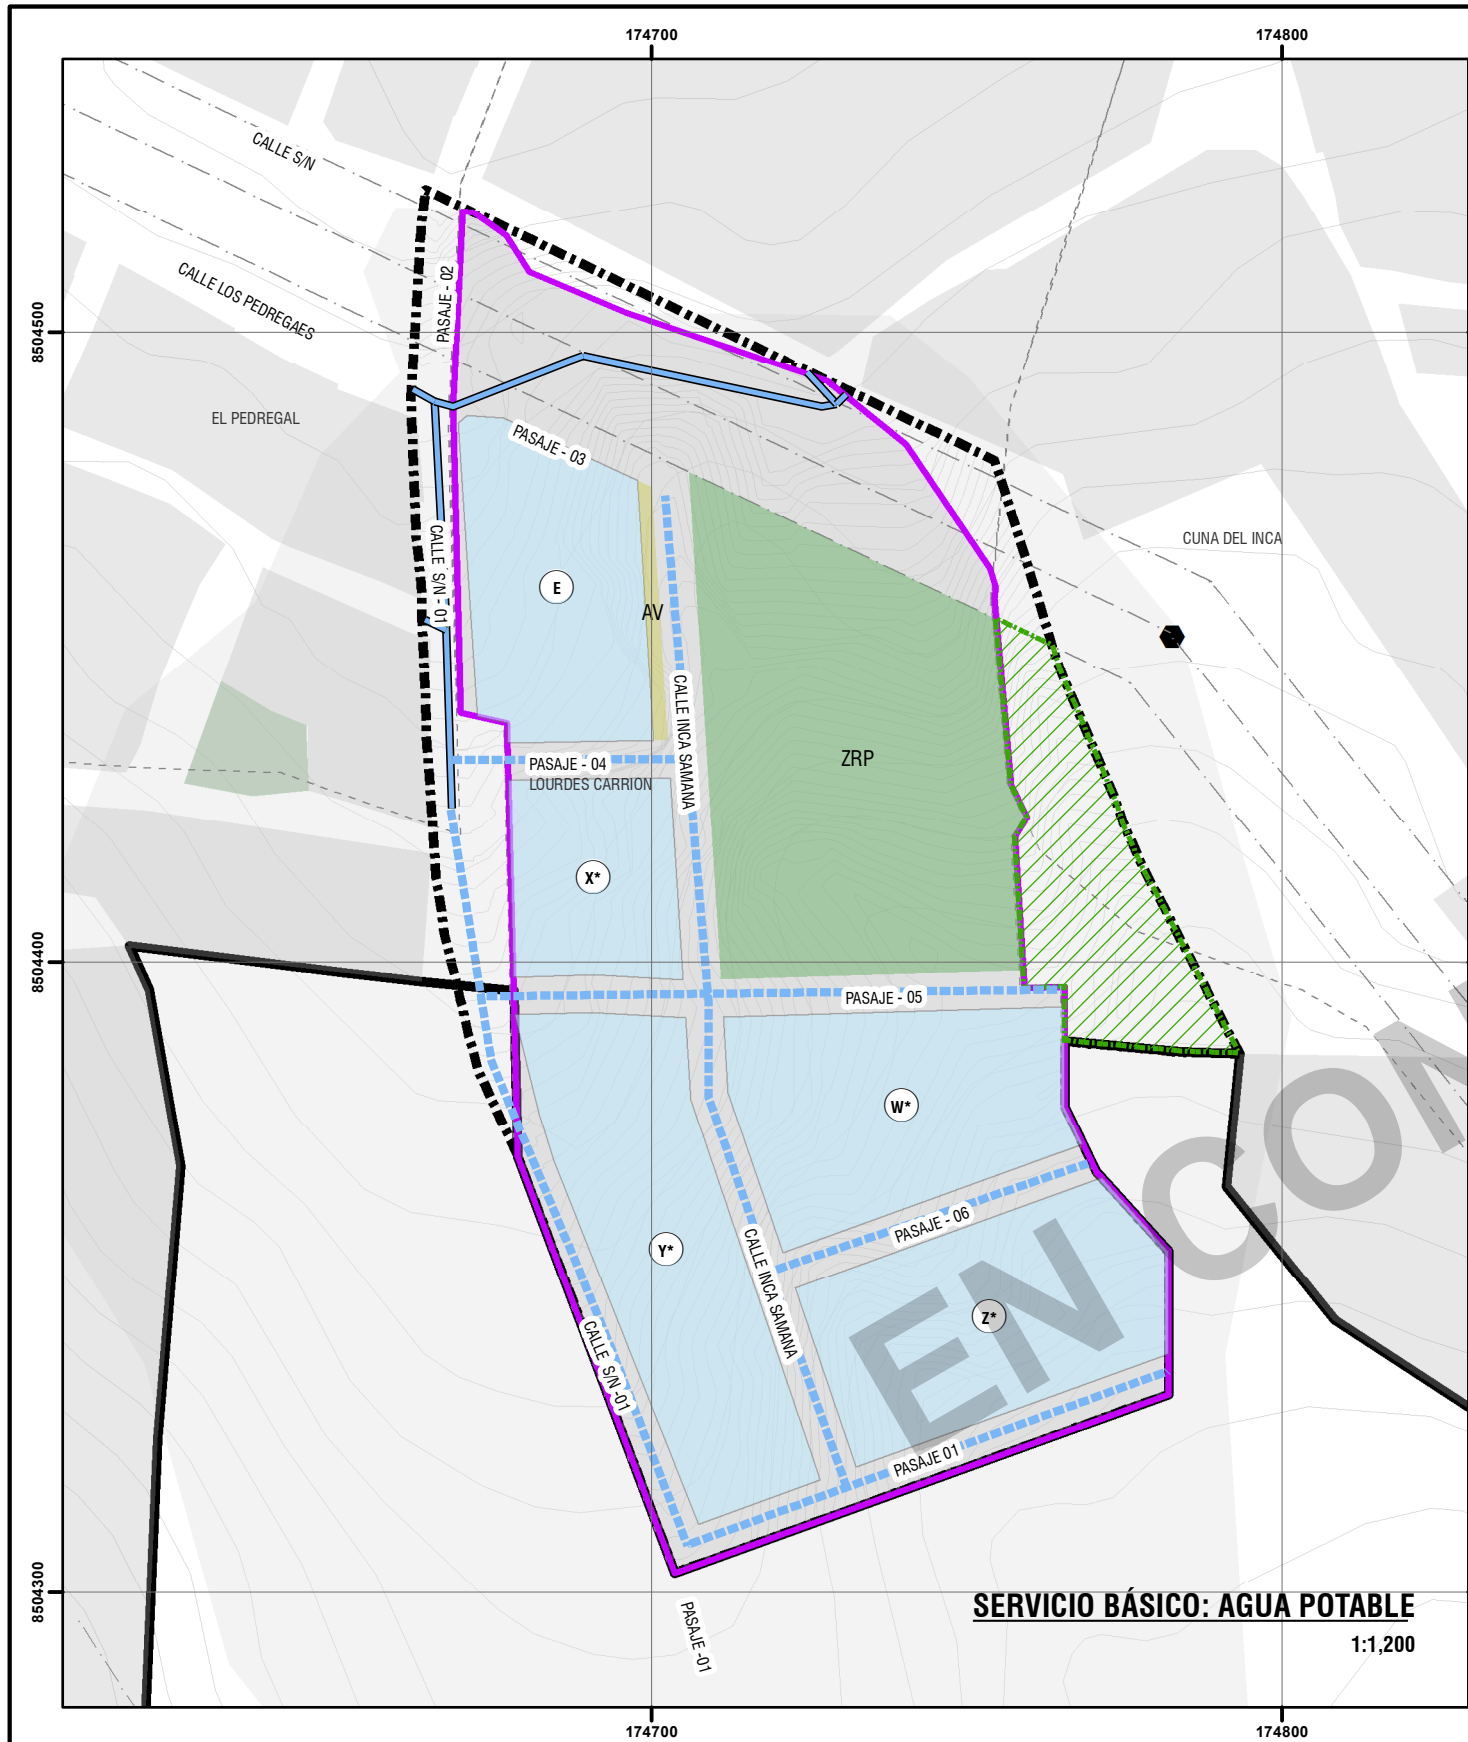 174700
174800
CALLE S/N
CALLE LOS PEDREGAES
PASAJE - 02
8504500
EL PEDREGAL
PASAJE - 03
CUNA DEL INCA
CALLE S/N - 01
E
AV
CALLE INCA SAMANA
ZRP
PASAJE - 04
LOURDES CARRION
X*
8504400
PASAJE - 05
W*
EN CON
PASAJE - 06
Y*
CALLE INCA SAMANA
Z*
CALLE S/N -01
PASAJE 01
8504300
PASAJE -01
SERVICIO BÁSICO: AGUA POTABLE
1:1,200
174700
174800